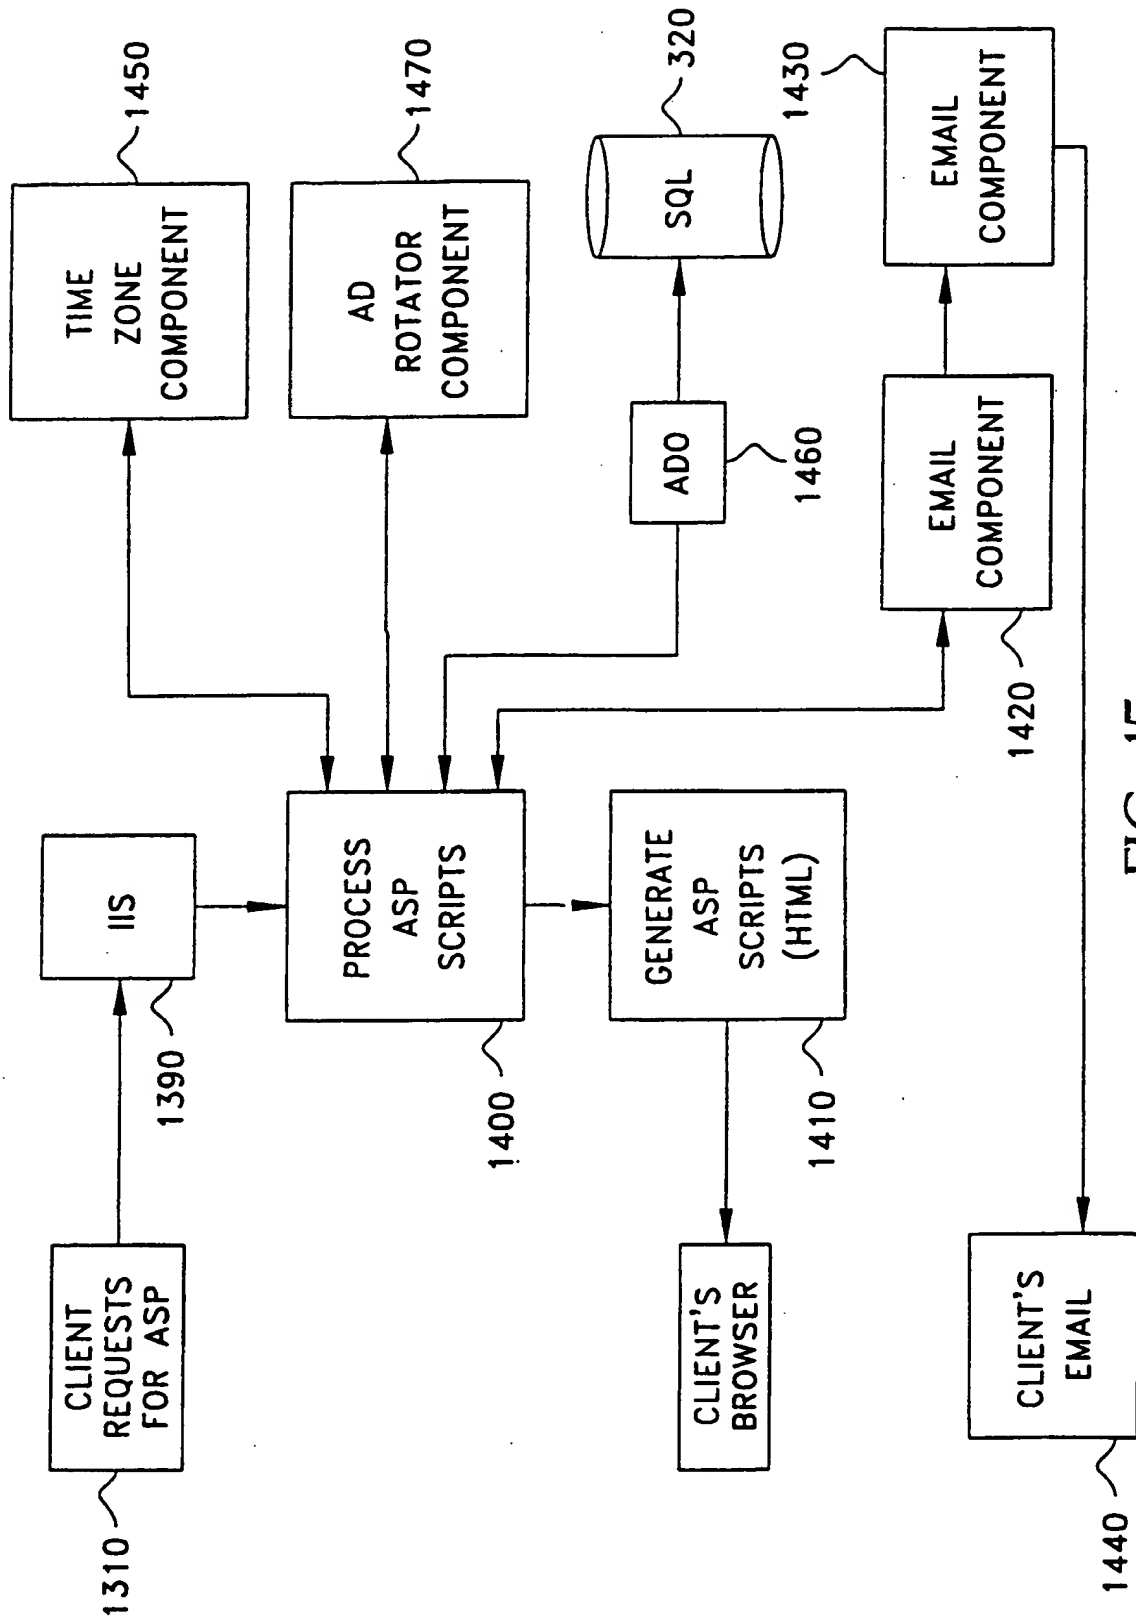 CLIENT
REQUESTS
FOR ASP
1310
IIS
1390
TIME
ZONE
COMPONENT
1450
PROCESS
ASP
SCRIPTS
1400
AD
ROTATOR
COMPONENT
1470
GENERATE
ASP
SCRIPTS
(HTML)
1410
CLIENT'S
BROWSER
ADO
1460
SQL
320
EMAIL
COMPONENT
1420
EMAIL
COMPONENT
1430
CLIENT'S
EMAIL
1440
FIG.